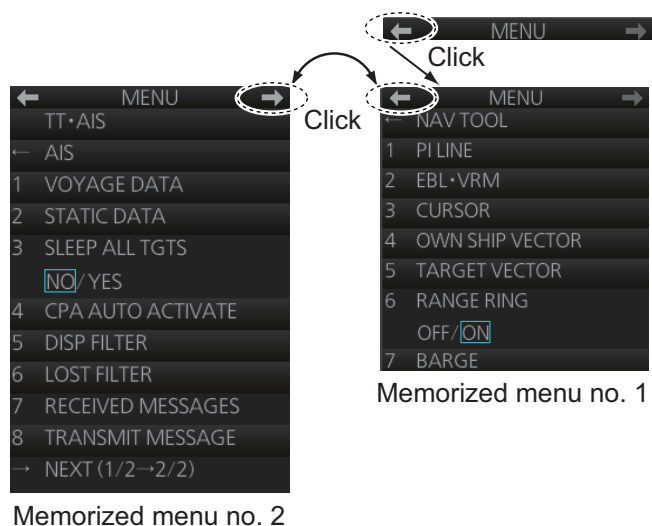 ← MENU →
Click
← MENU →
TT•AIS
← AIS
1 VOYAGE DATA
2 STATIC DATA
3 SLEEP ALL TGTS
NO/YES
4 CPA AUTO ACTIVATE
5 DISP FILTER
6 LOST FILTER
7 RECEIVED MESSAGES
8 TRANSMIT MESSAGE
→ NEXT (1/2→2/2)
Memorized menu no. 2
Click
← MENU →
← NAV TOOL
1 PI LINE
2 EBL•VRM
3 CURSOR
4 OWN SHIP VECTOR
5 TARGET VECTOR
6 RANGE RING
OFF/ON
7 BARGE
Memorized menu no. 1